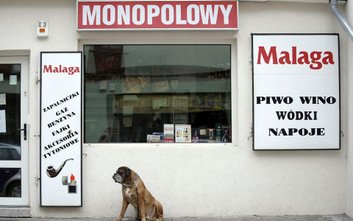 MONOPOLOWY
Malaga
ZAPALNICZKI
GAZ
BENZYNA
FAJKI
AKCESORIA
TYTONIOWE
Malaga
PIWO WINO
WÓDKI
NAPOJE